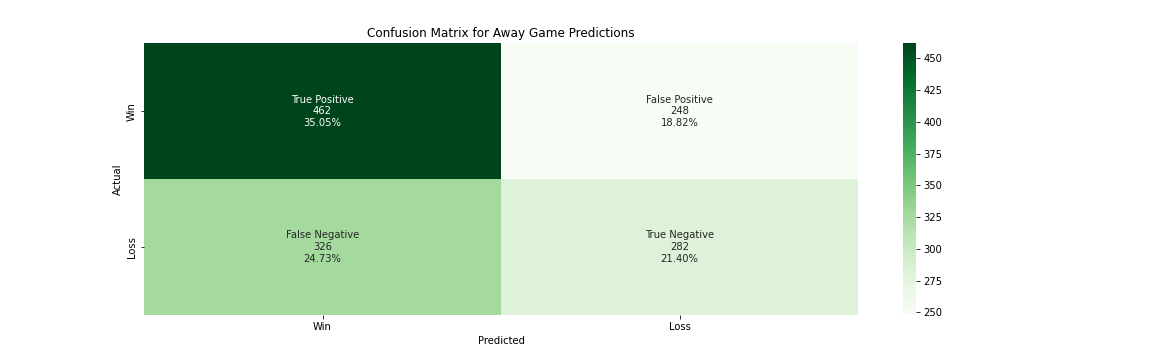 Confusion Matrix for Away Game Predictions
True Positive
462
35.05%
False Positive
248
18.82%
False Negative
326
24.73%
True Negative
282
21.40%
Win
Loss
Actual
Win
Loss
Predicted
450
425
400
375
350
325
300
275
250